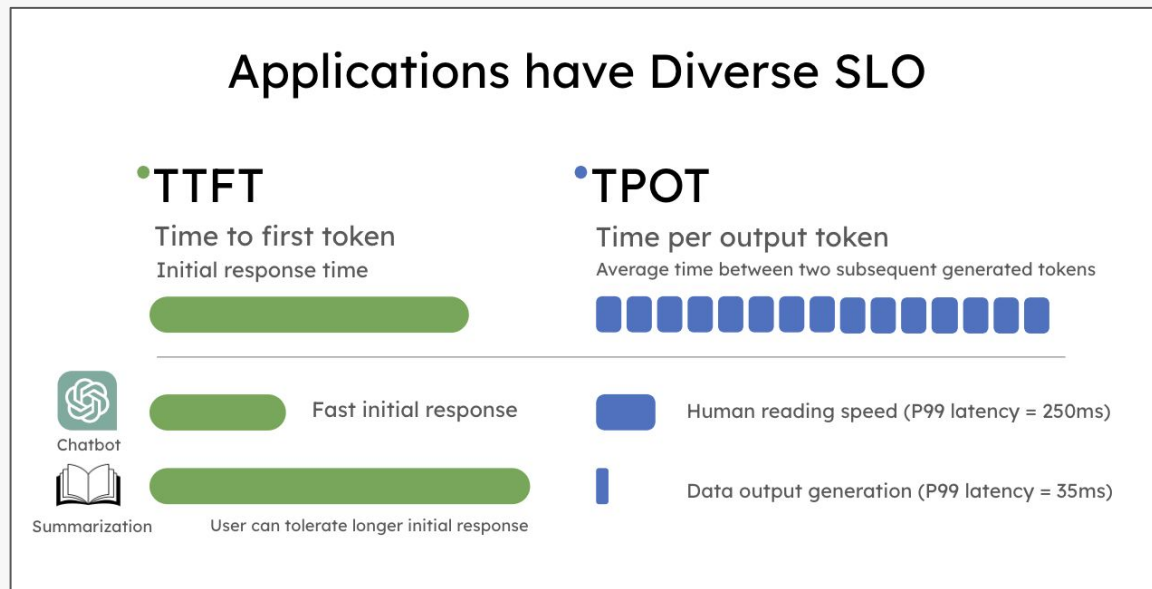 Applications have Diverse SLO
TTFT
Time to first token
Initial response time
TPOT
Time per output token
Average time between two subsequent generated tokens
Chatbot
Fast initial response
Human reading speed (P99 latency = 250ms)
Summarization
User can tolerate longer initial response
Data output generation (P99 latency = 35ms)